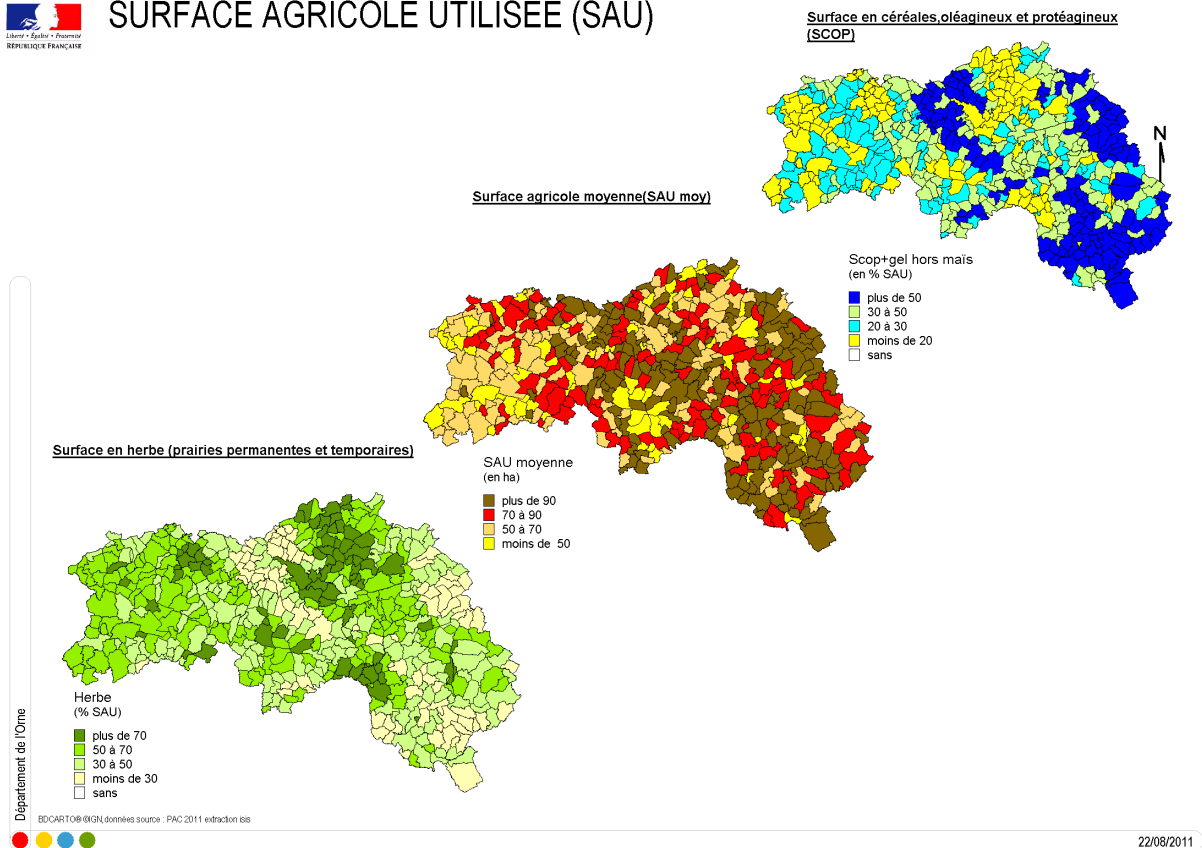 SURFACE AGRICOLE UTILISEE (SAU)
Liberté • Égalité • Fraternité
RÉPUBLIQUE FRANÇAISE
Surface en céréales,oléagineux et protéagineux
(SCOP)
N
Scop+gel hors maïs
(en % SAU)
plus de 50
30 à 50
20 à 30
moins de 20
sans
Surface agricole moyenne(SAU moy)
SAU moyenne
(en ha)
plus de 90
70 à 90
50 à 70
moins de 50
Surface en herbe (prairies permanentes et temporaires)
Herbe
(% SAU)
plus de 70
50 à 70
30 à 50
moins de 30
sans
Département de l'Orne
BDCARTO® ©IGN,données source : PAC 2011 extraction isis
22/08/2011